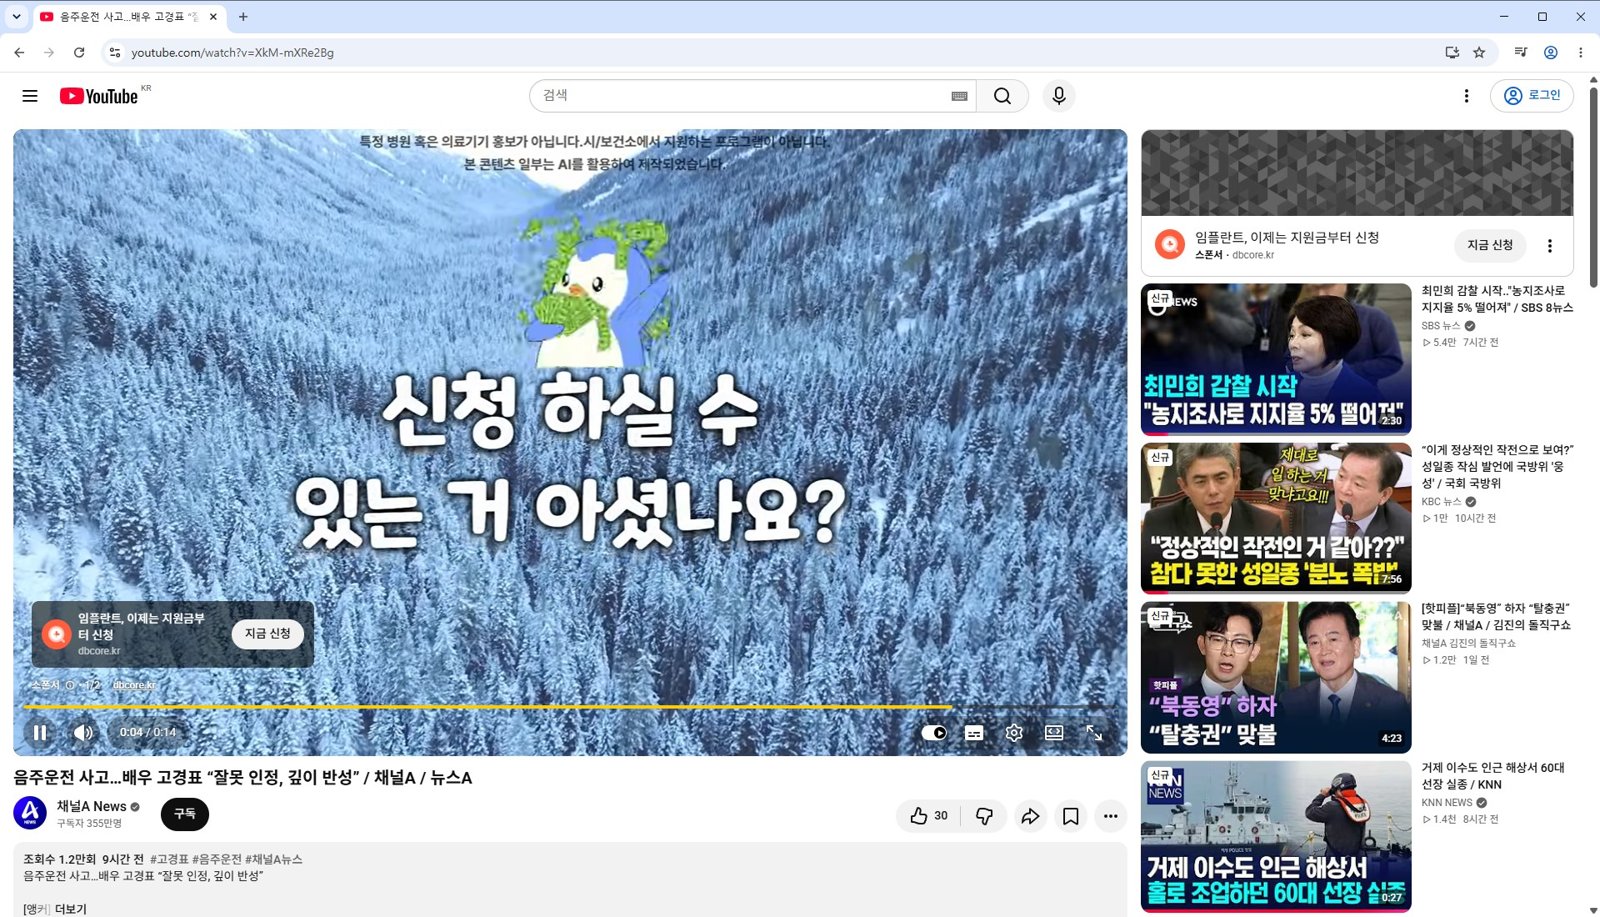 음주운전 사고...배우 고경표 “잘
youtube.com/watch?v=XkM-mXRe2Bg
YouTube KR
검색
로그인
특정 병원 혹은 의료기기 홍보가 아닙니다.시/보건소에서 지원하는 프로그램이 아닙니다.
본 콘텐츠 일부는 AI를 활용하여 제작되었습니다.
신청 하실 수
있는 거 아셨나요?
임플란트, 이제는 지원금부
터 신청
dbcore.kr
지금 신청
스폰서 · 1/2 dbcore.kr
0:04 / 0:14
음주운전 사고...배우 고경표 “잘못 인정, 깊이 반성” / 채널A / 뉴스A
채널A News
구독자 355만명
구독
30
조회수 1.2만회 9시간 전 #고경표 #음주운전 #채널A뉴스
음주운전 사고...배우 고경표 “잘못 인정, 깊이 반성”
[앵커] 더보기
임플란트, 이제는 지원금부터 신청
스폰서 · dbcore.kr
지금 신청
신규
NEWS
최민희 감찰 시작
"농지조사로 지지율 5% 떨어져"
2:30
최민희 감찰 시작.."농지조사로
지지율 5% 떨어져" / SBS 8뉴스
SBS 뉴스
5.4만 7시간 전
신규
제대로
일 하는 거
맞냐고요!!!
“정상적인 작전인 거 같아??”
참다 못한 성일종 ‘분노 폭발’
7:56
“이게 정상적인 작전으로 보여?”
성일종 작심 발언에 국방위 ‘웅
성’ / 국회 국방위
KBC 뉴스
1만 10시간 전
신규
핫피플
“북동영” 하자
“탈충권” 맞불
4:23
[핫피플]“북동영” 하자 “탈충권”
맞불 / 채널A / 김진의 돌직구쇼
채널A 김진의 돌직구쇼
1.2만 1일 전
신규
KNN
NEWS
거제 이수도 인근 해상서
홀로 조업하던 60대 선장 실종
0:27
거제 이수도 인근 해상서 60대
선장 실종 / KNN
KNN NEWS
1.4천 8시간 전